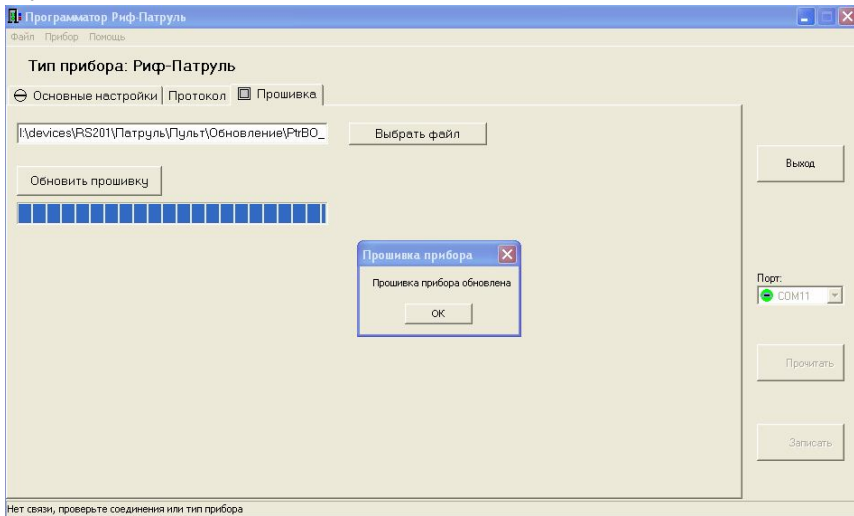 Программатор Риф-Патруль
Файл Прибор Помощь
Тип прибора: Риф-Патруль
Основные настройки Протокол Прошивка
I:\devices\RS201\Патруль\Пульт\Обновление\PtrBO_ Выбрать файл
Выход
Обновить прошивку
Прошивка прибора
Прошивка прибора обновлена
OK
Порт:
COM11
Прочитать
Записать
Нет связи, проверьте соединения или тип прибора